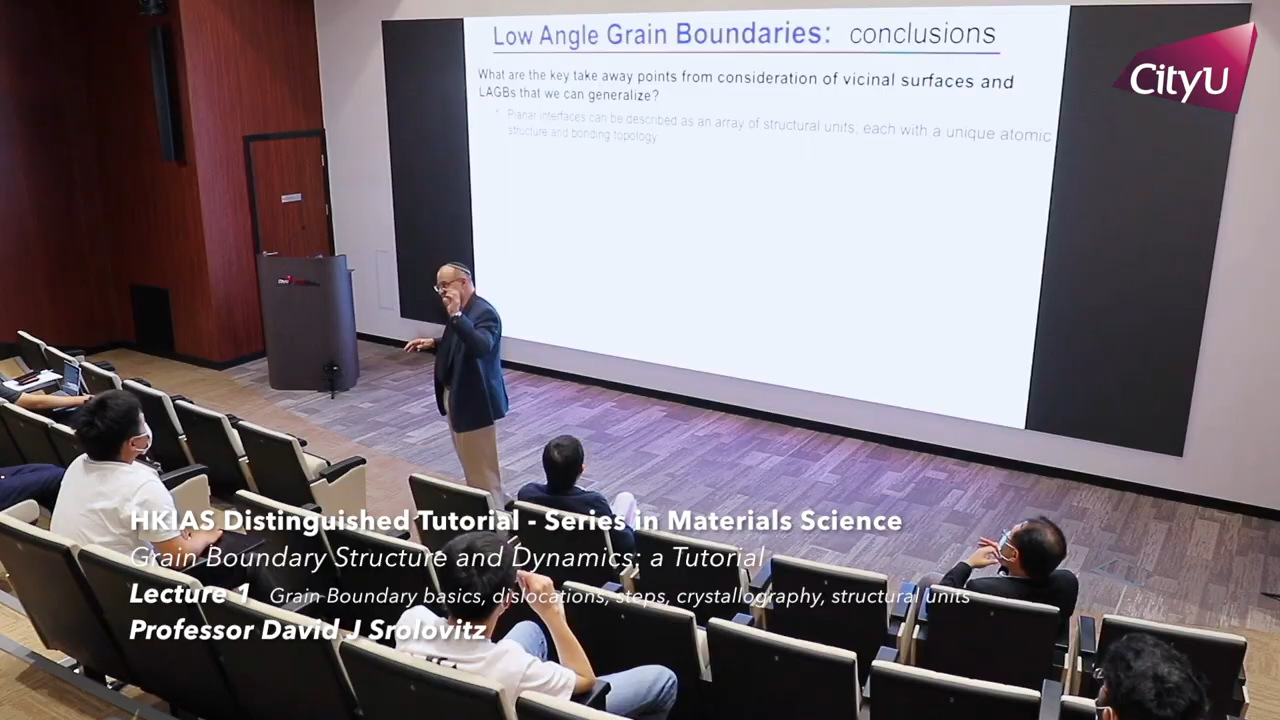 Low Angle Grain Boundaries: conclusions
What are the key take away points from consideration of vicinal surfaces and
LAGBs that we can generalize?
• Planar interfaces can be described as an array of structural units; each with a unique atomic
structure and bonding topology
CityU
HKIAS Distinguished Tutorial - Series in Materials Science
Grain Boundary Structure and Dynamics: a Tutorial
Lecture 1 Grain Boundary basics, dislocations, steps, crystallography, structural units
Professor David J Srolovitz